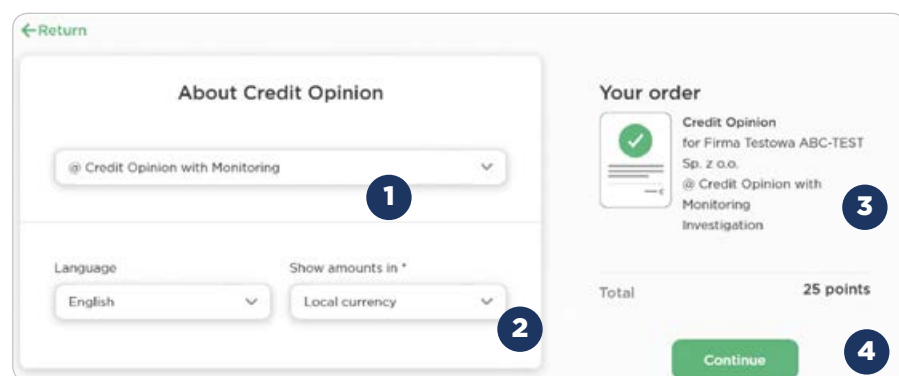 ←Return
About Credit Opinion
@ Credit Opinion with Monitoring
1
Language
Show amounts in *
English
Local currency
2
Your order
Credit Opinion
for Firma Testowa ABC-TEST
Sp. z o.o.
@ Credit Opinion with
Monitoring
Investigation
3
Total
25 points
Continue
4